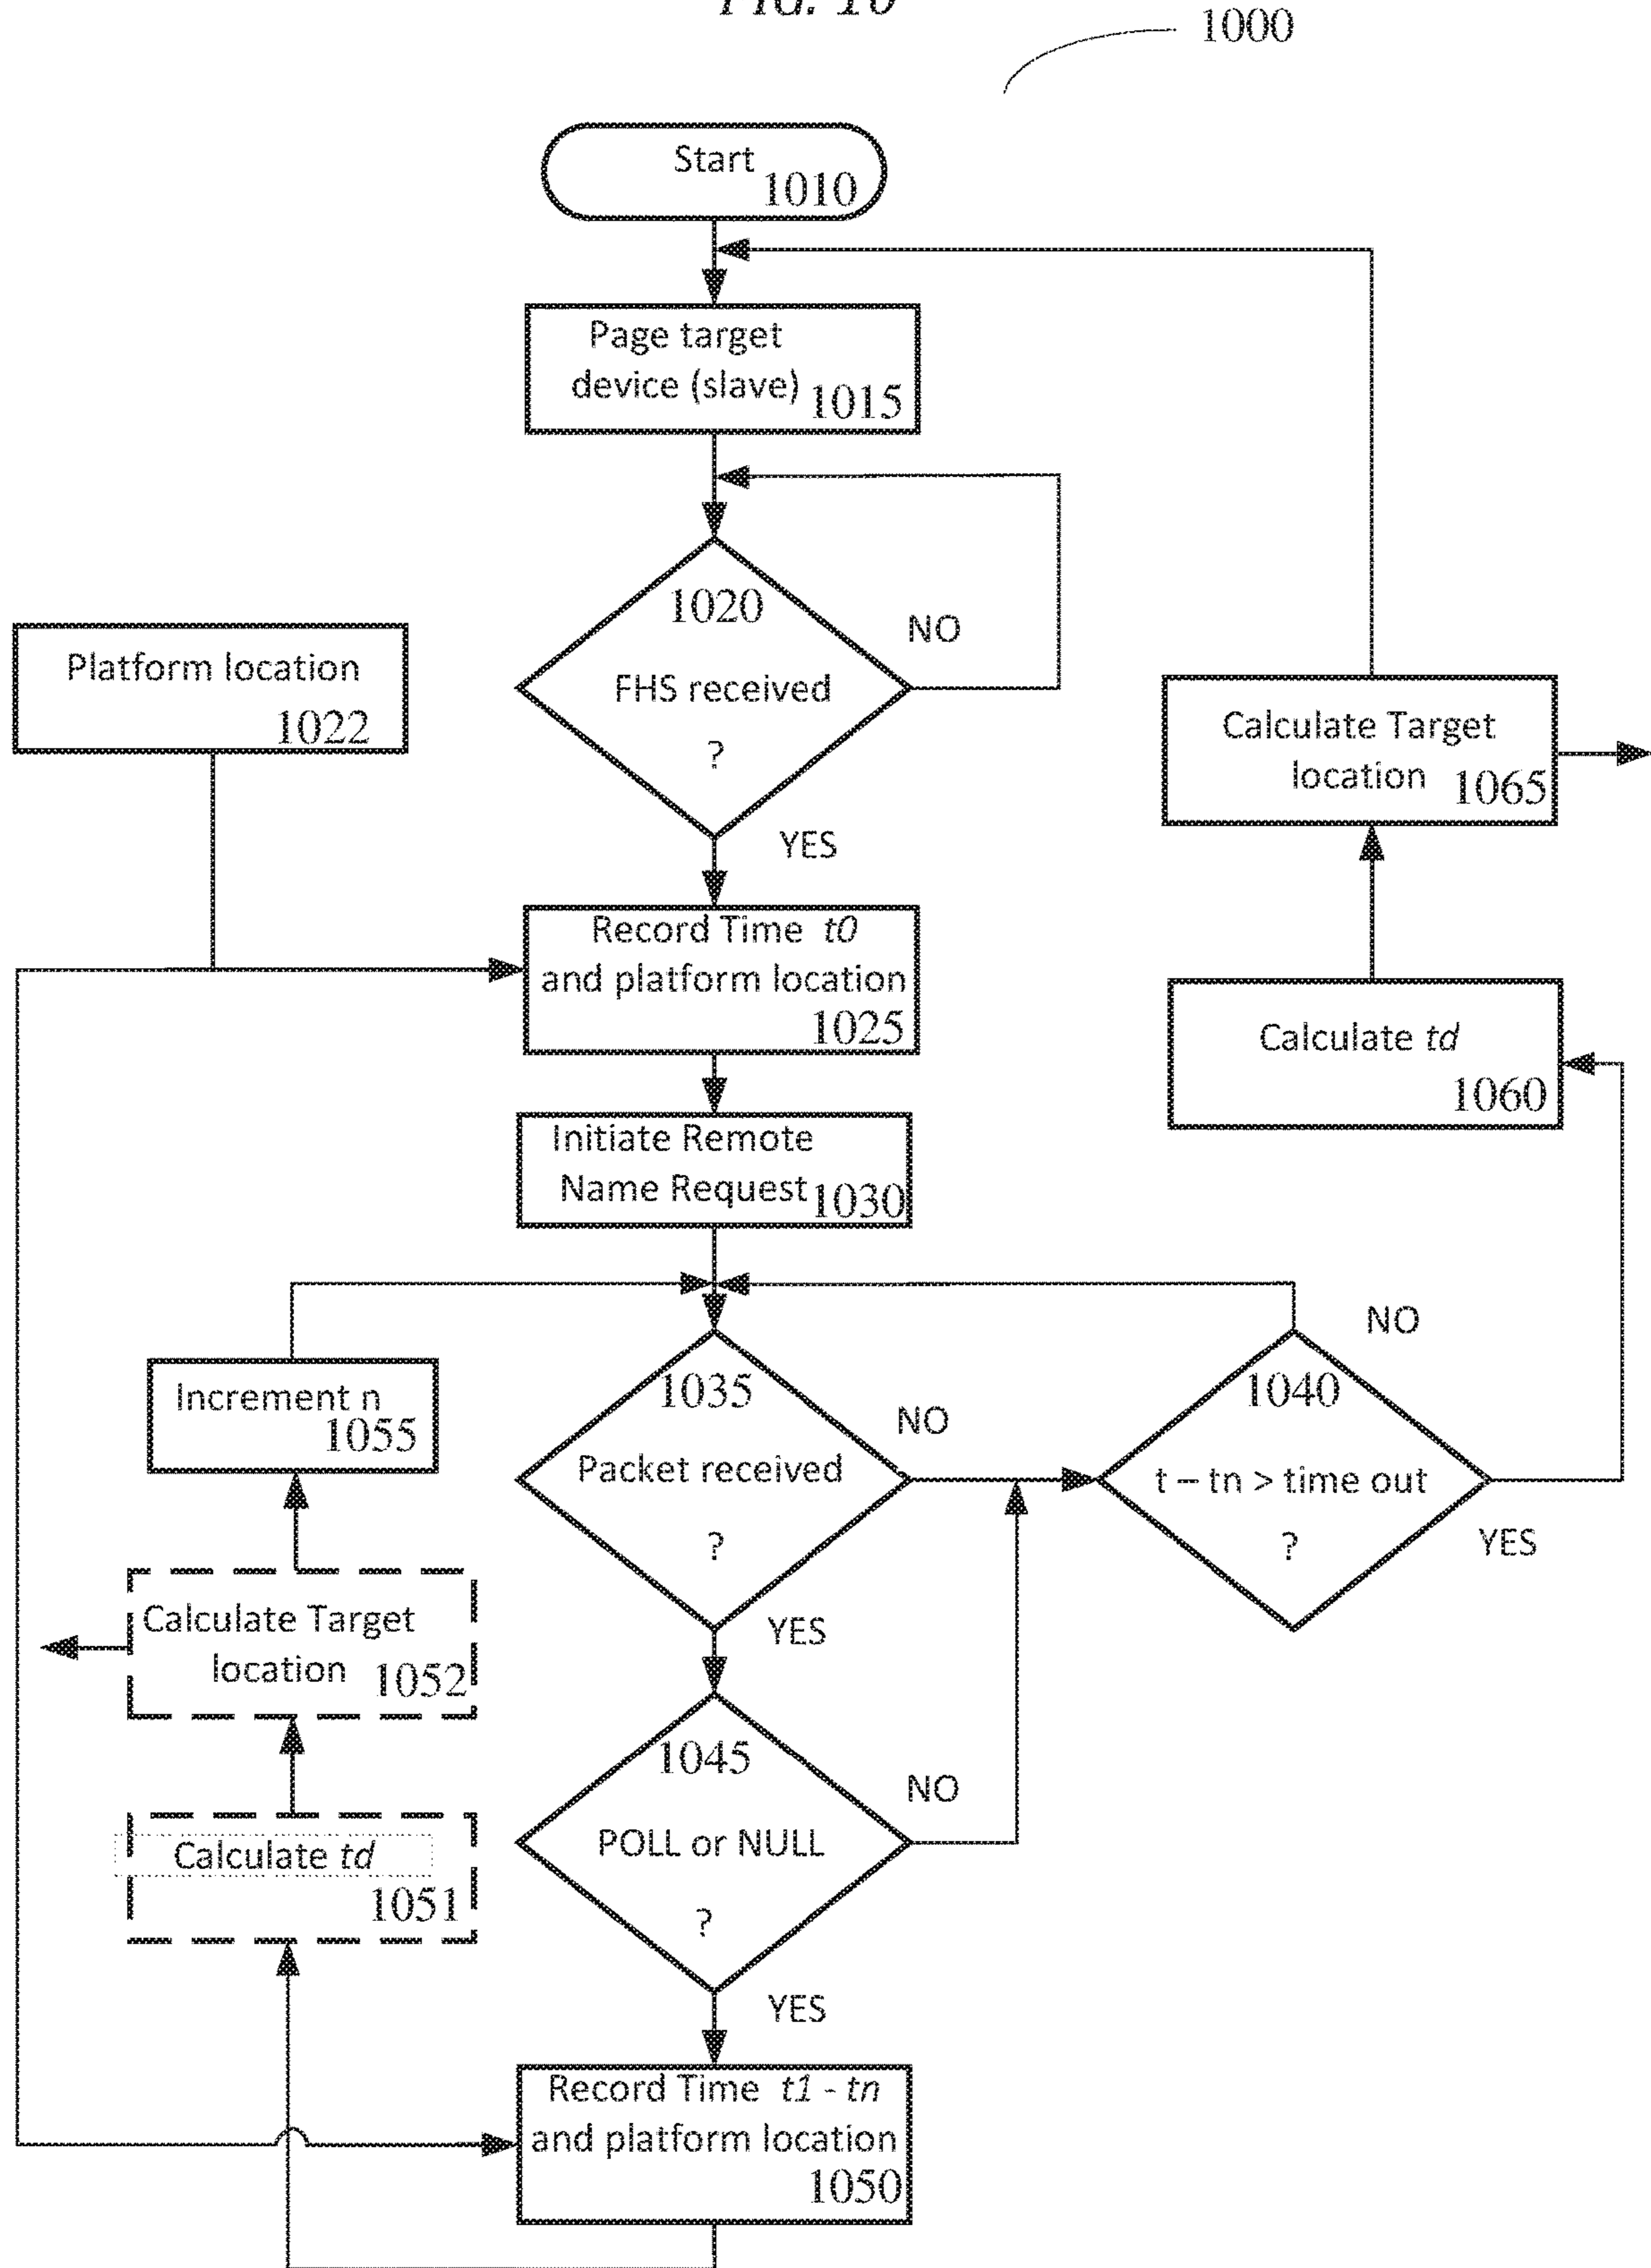 FIG. 10
1000
Start
1010
Page target
device (slave) 1015
1020
NO
FHS received
?
YES
Platform location
1022
Calculate Target
location 1065
Record Time t0
and platform location
1025
Calculate td
1060
Initiate Remote
Name Request 1030
NO
Increment n
1055
1035
NO
Packet received
?
YES
1040
t – tn > time out
?
YES
Calculate Target
location 1052
1045
NO
POLL or NULL
?
YES
Calculate td
1051
Record Time t1 - tn
and platform location
1050